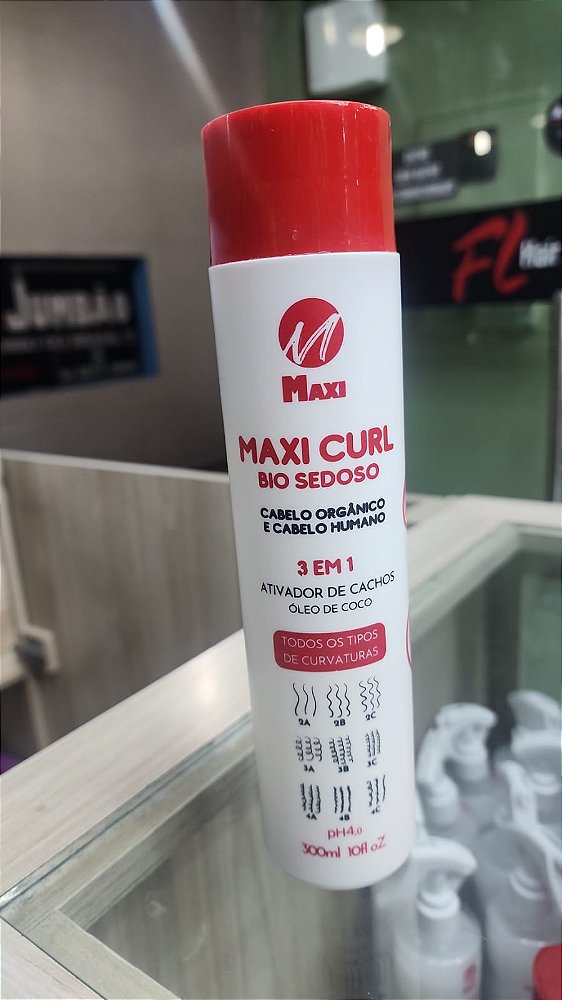 FL Hair
JUMBÃO
M
MAXI
MAXI CURL
BIO SEDOSO
CABELO ORGÂNICO
E CABELO HUMANO
3 EM 1
ATIVADOR DE CACHOS
ÓLEO DE COCO
TODOS OS TIPOS
DE CURVATURAS
2A 2B 2C
3A 3B 3C
4A 4B 4C
pH4,0
300ml 10fl oZ